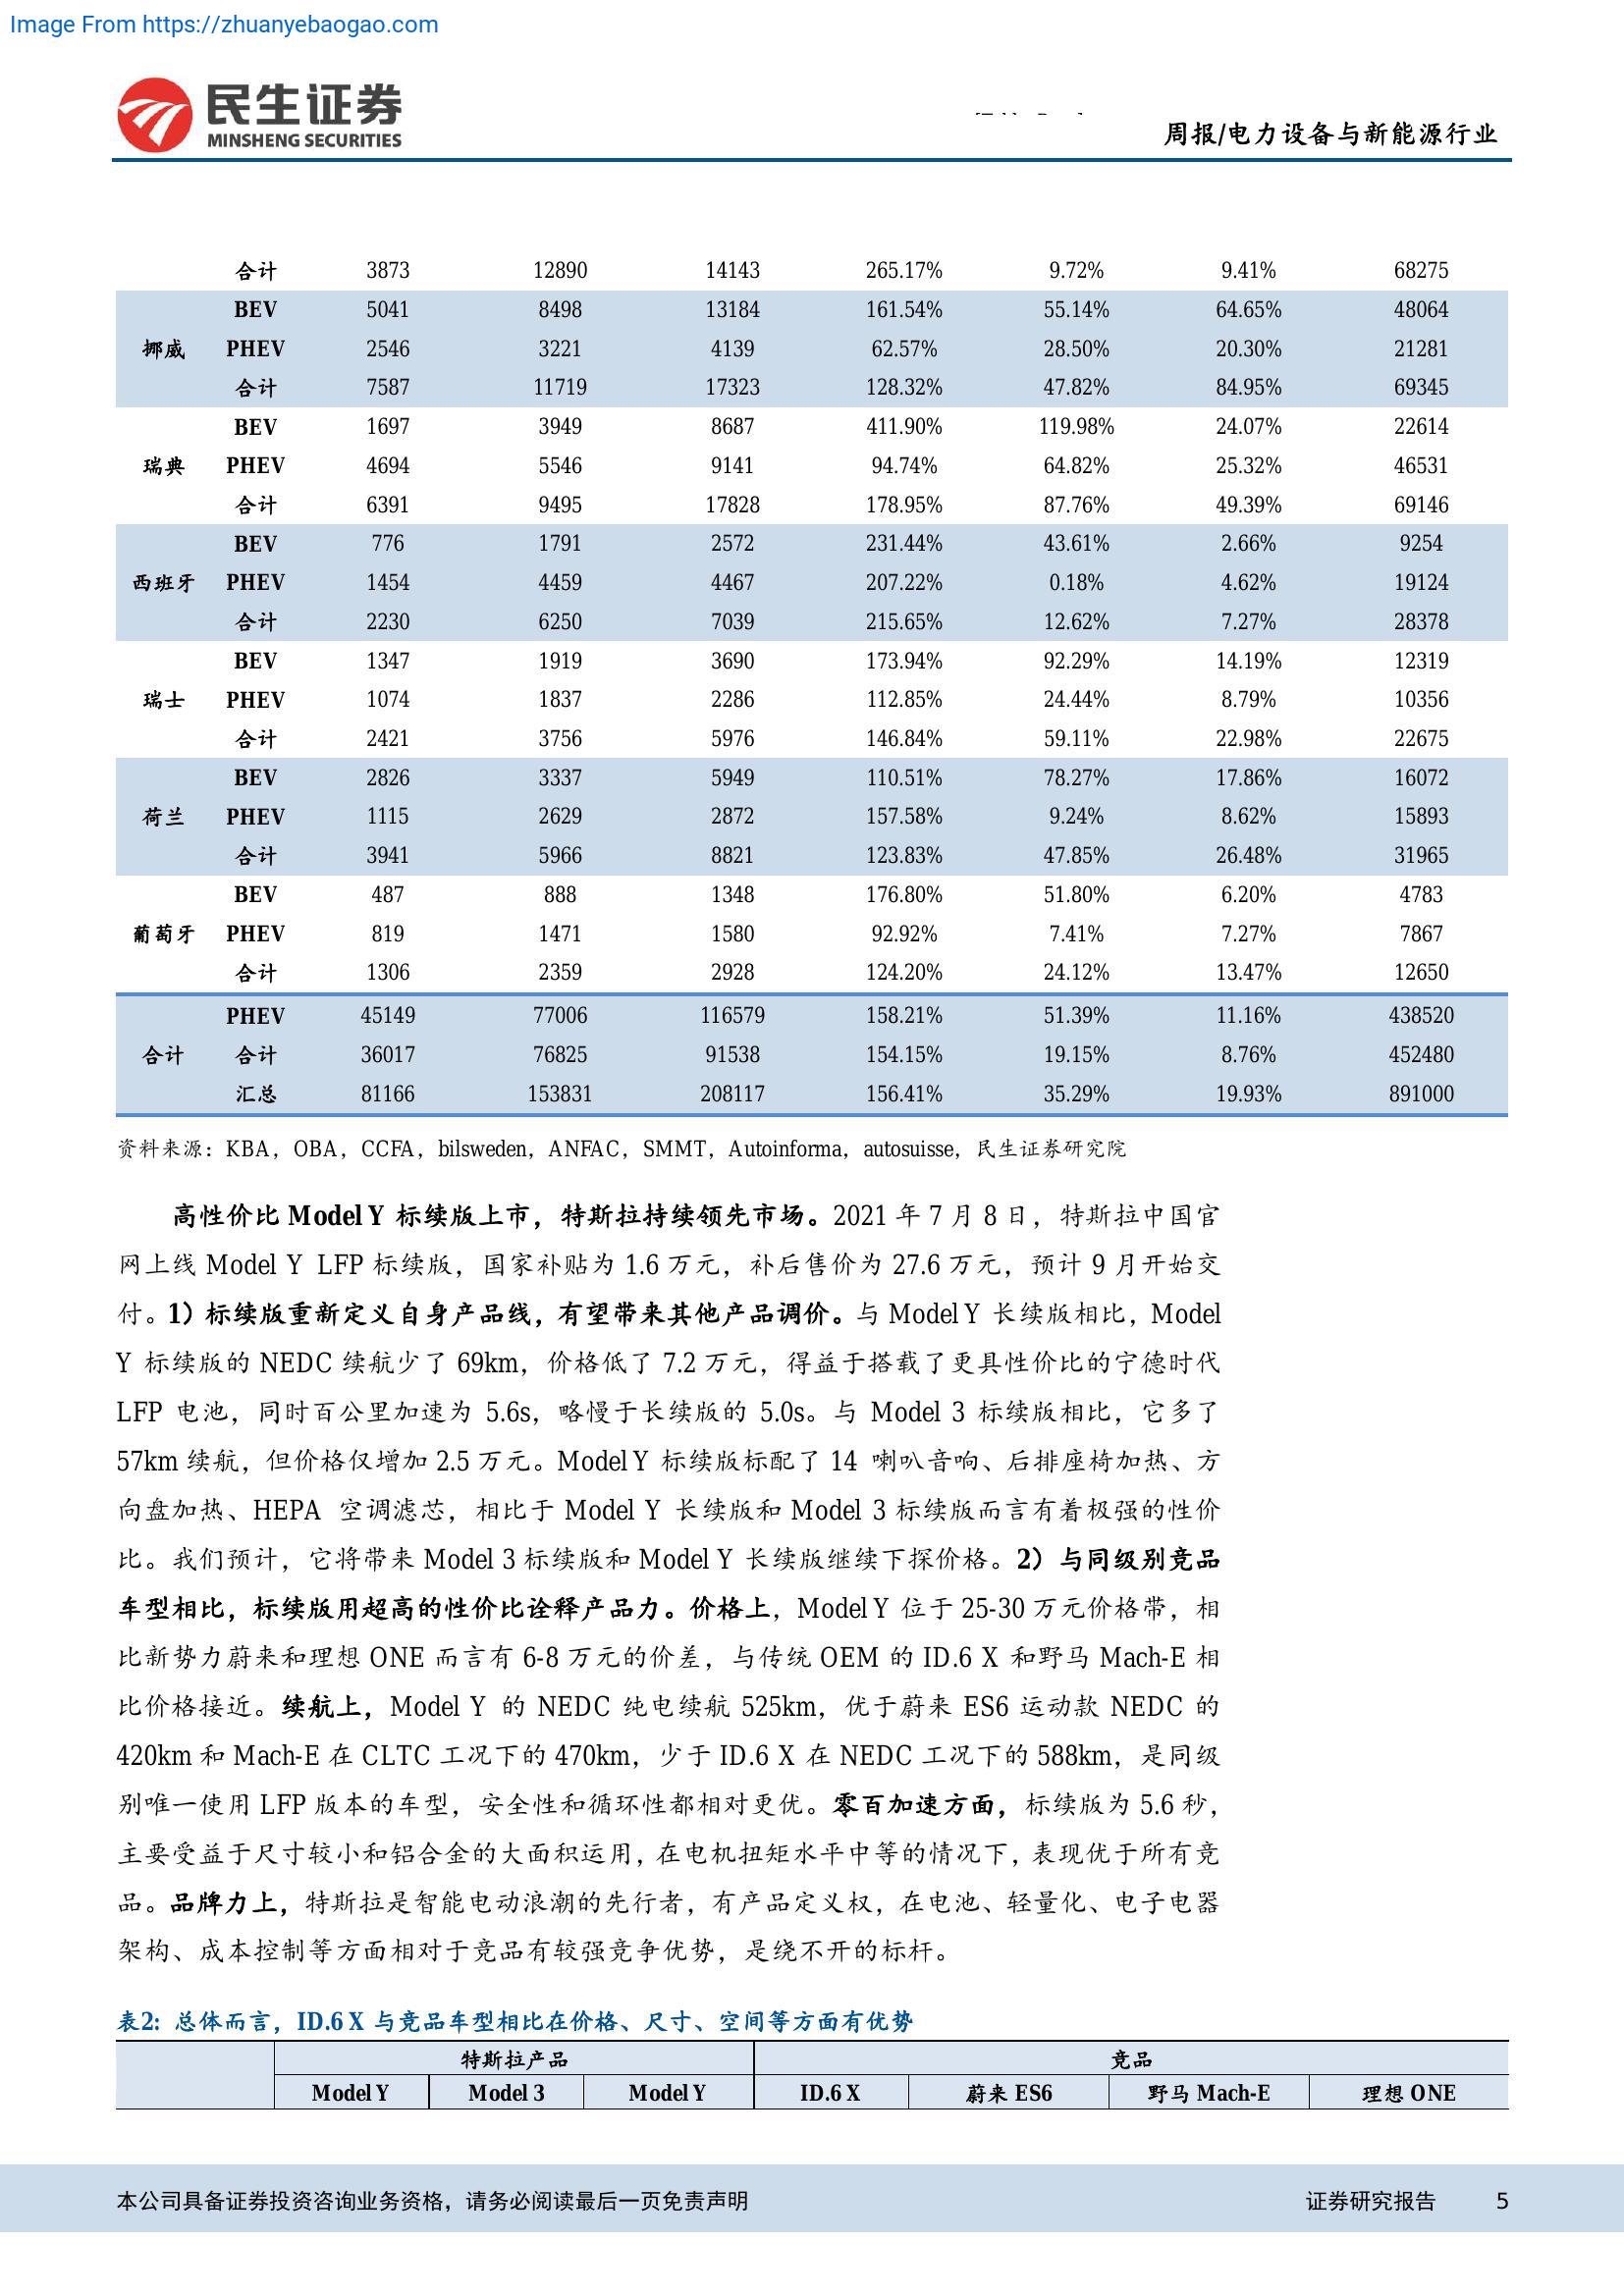 Image From https://zhuanyebaogao.com
民生证券
MINSHENG SECURITIES
周报/电力设备与新能源行业
合计 3873 12890 14143 265.17% 9.72% 9.41% 68275
BEV 5041 8498 13184 161.54% 55.14% 64.65% 48064
挪威 PHEV 2546 3221 4139 62.57% 28.50% 20.30% 21281
合计 7587 11719 17323 128.32% 47.82% 84.95% 69345
BEV 1697 3949 8687 411.90% 119.98% 24.07% 22614
瑞典 PHEV 4694 5546 9141 94.74% 64.82% 25.32% 46531
合计 6391 9495 17828 178.95% 87.76% 49.39% 69146
BEV 776 1791 2572 231.44% 43.61% 2.66% 9254
西班牙 PHEV 1454 4459 4467 207.22% 0.18% 4.62% 19124
合计 2230 6250 7039 215.65% 12.62% 7.27% 28378
BEV 1347 1919 3690 173.94% 92.29% 14.19% 12319
瑞士 PHEV 1074 1837 2286 112.85% 24.44% 8.79% 10356
合计 2421 3756 5976 146.84% 59.11% 22.98% 22675
BEV 2826 3337 5949 110.51% 78.27% 17.86% 16072
荷兰 PHEV 1115 2629 2872 157.58% 9.24% 8.62% 15893
合计 3941 5966 8821 123.83% 47.85% 26.48% 31965
BEV 487 888 1348 176.80% 51.80% 6.20% 4783
葡萄牙 PHEV 819 1471 1580 92.92% 7.41% 7.27% 7867
合计 1306 2359 2928 124.20% 24.12% 13.47% 12650
PHEV 45149 77006 116579 158.21% 51.39% 11.16% 438520
合计 合计 36017 76825 91538 154.15% 19.15% 8.76% 452480
汇总 81166 153831 208117 156.41% 35.29% 19.93% 891000
资料来源：KBA，OBA，CCFA，bilsweden，ANFAC，SMMT，Autoinforma，autosuisse，民生证券研究院
高性价比 Model Y 标续版上市，特斯拉持续领先市场。2021 年 7 月 8 日，特斯拉中国官
网上线 Model Y LFP 标续版，国家补贴为 1.6 万元，补后售价为 27.6 万元，预计 9 月开始交
付。1）标续版重新定义自身产品线，有望带来其他产品调价。与 Model Y 长续版相比，Model
Y 标续版的 NEDC 续航少了 69km，价格低了 7.2 万元，得益于搭载了更具性价比的宁德时代
LFP 电池，同时百公里加速为 5.6s，略慢于长续版的 5.0s。与 Model 3 标续版相比，它多了
57km 续航，但价格仅增加 2.5 万元。Model Y 标续版标配了 14 喇叭音响、后排座椅加热、方
向盘加热、HEPA 空调滤芯，相比于 Model Y 长续版和 Model 3 标续版而言有着极强的性价
比。我们预计，它将带来 Model 3 标续版和 Model Y 长续版继续下探价格。2）与同级别竞品
车型相比，标续版用超高的性价比诠释产品力。价格上，Model Y 位于 25-30 万元价格带，相
比新势力蔚来和理想 ONE 而言有 6-8 万元的价差，与传统 OEM 的 ID.6 X 和野马 Mach-E 相
比价格接近。续航上，Model Y 的 NEDC 纯电续航 525km，优于蔚来 ES6 运动款 NEDC 的
420km 和 Mach-E 在 CLTC 工况下的 470km，少于 ID.6 X 在 NEDC 工况下的 588km，是同级
别唯一使用 LFP 版本的车型，安全性和循环性都相对更优。零百加速方面，标续版为 5.6 秒，
主要受益于尺寸较小和铝合金的大面积运用，在电机扭矩水平中等的情况下，表现优于所有竞
品。品牌力上，特斯拉是智能电动浪潮的先行者，有产品定义权，在电池、轻量化、电子电器
架构、成本控制等方面相对于竞品有较强竞争优势，是绕不开的标杆。
表2: 总体而言，ID.6 X 与竞品车型相比在价格、尺寸、空间等方面有优势
特斯拉产品 竞品
Model Y Model 3 Model Y ID.6 X 蔚来 ES6 野马 Mach-E 理想 ONE
本公司具备证券投资咨询业务资格，请务必阅读最后一页免责声明 证券研究报告 5